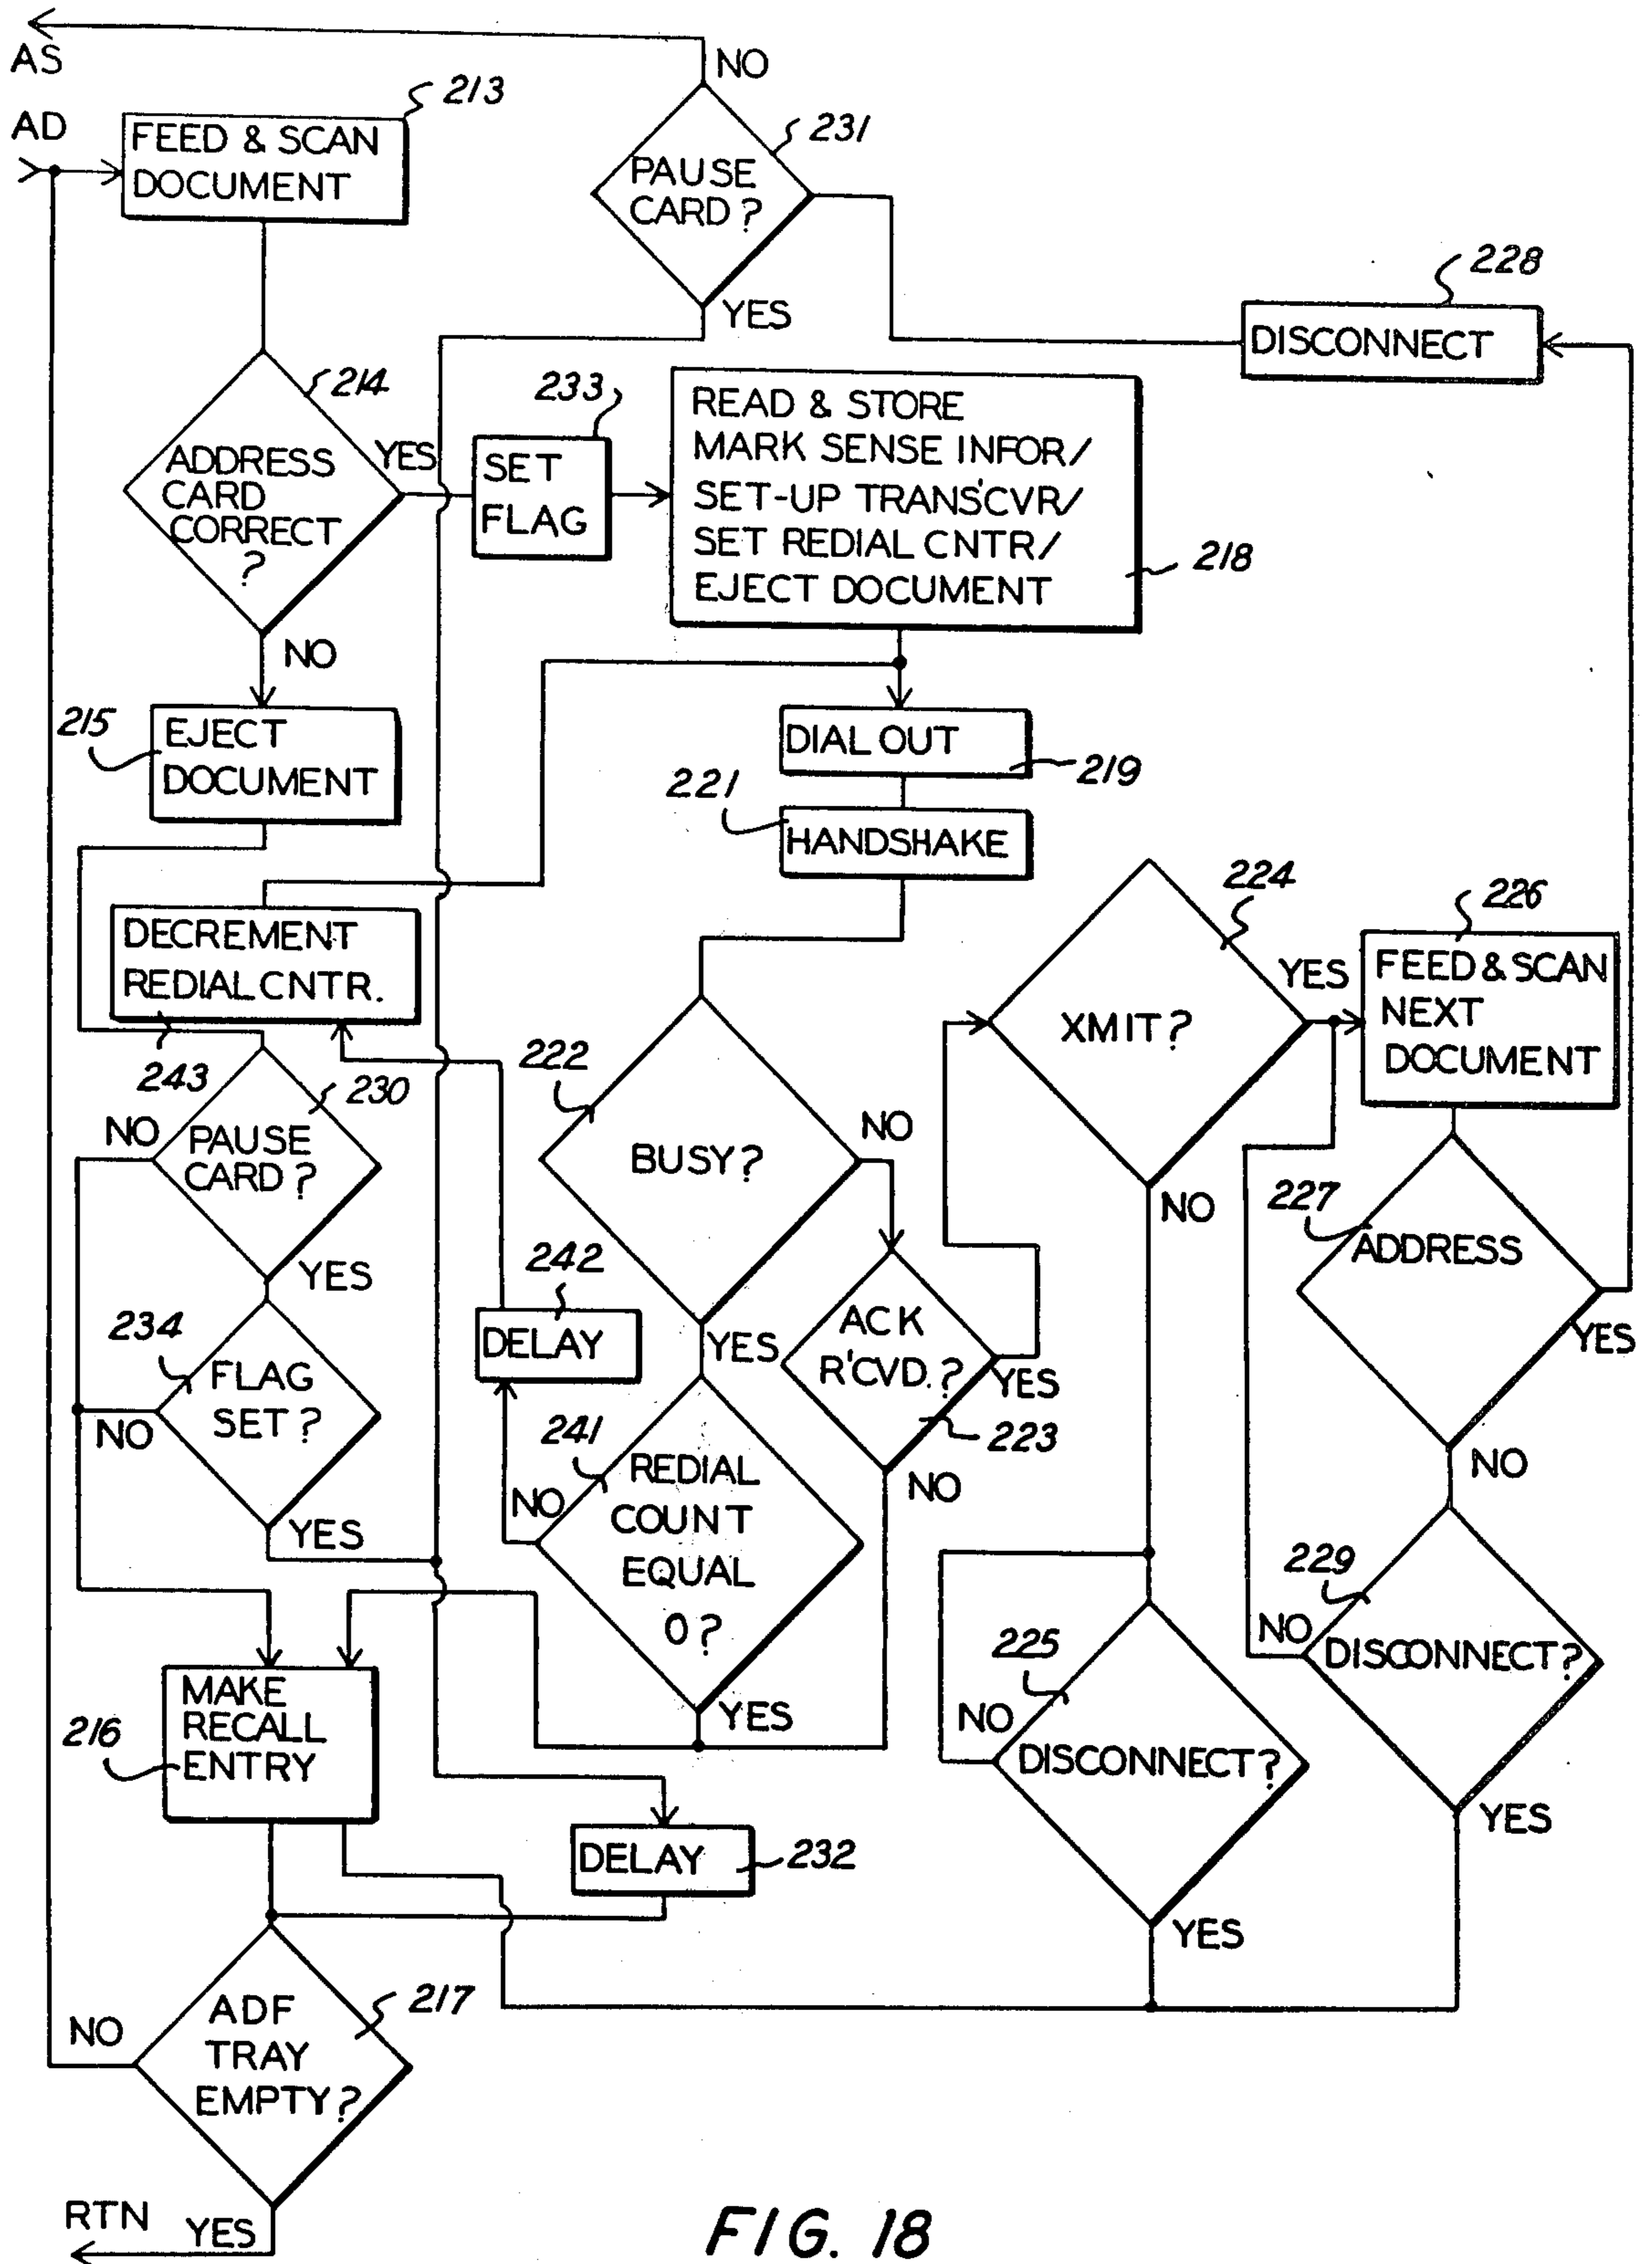 AS
NO
213
AD
FEED & SCAN
DOCUMENT
231
PAUSE
CARD?
YES
228
DISCONNECT
214
ADDRESS
CARD
CORRECT
?
YES
NO
233
SET
FLAG
READ & STORE
MARK SENSE INFOR/
SET-UP TRANS'CVR/
SET REDIAL CNTR/
EJECT DOCUMENT
218
215
EJECT
DOCUMENT
DIAL OUT
219
221
HANDSHAKE
DECREMENT
REDIAL CNTR.
243
224
XMIT?
YES
NO
226
FEED & SCAN
NEXT
DOCUMENT
222
BUSY?
NO
YES
230
NO
PAUSE
CARD?
YES
227
ADDRESS
YES
NO
242
DELAY
ACK
R'CVD.?
YES
223
NO
234
FLAG
SET?
NO
YES
241
REDIAL
COUNT
EQUAL
0?
NO
YES
229
NO
DISCONNECT?
YES
225
NO
DISCONNECT?
YES
MAKE
RECALL
ENTRY
216
DELAY
232
217
ADF
TRAY
EMPTY?
NO
RTN
YES
FIG. 18